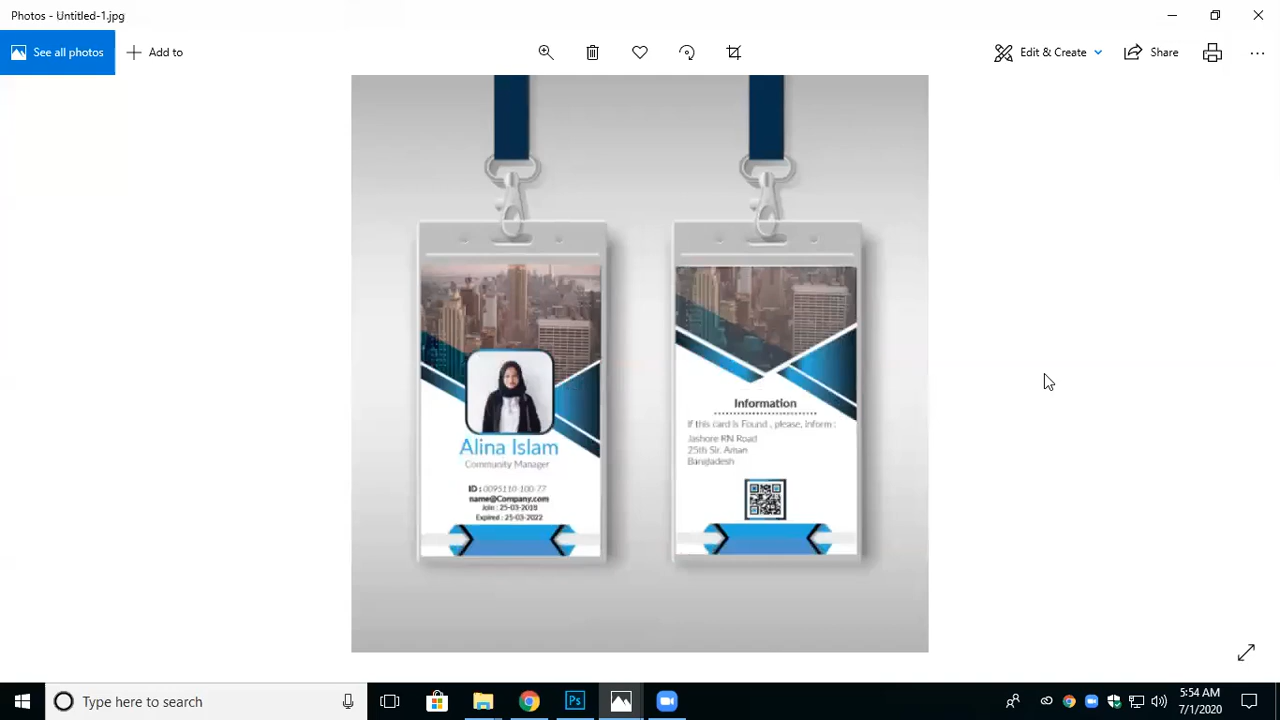 Photos - Untitled-1.jpg
See all photos
Add to
Edit & Create
Share
Alina Islam
Community Manager
ID : 0095110-100-77
name@Company.com
Join : 25-03-2018
Expired : 25-03-2022
Information
If this card is Found , please, inform :
Jashore RN Road
25th Sir. Aman
Bangladesh
Type here to search
Ps
5:54 AM
7/1/2020